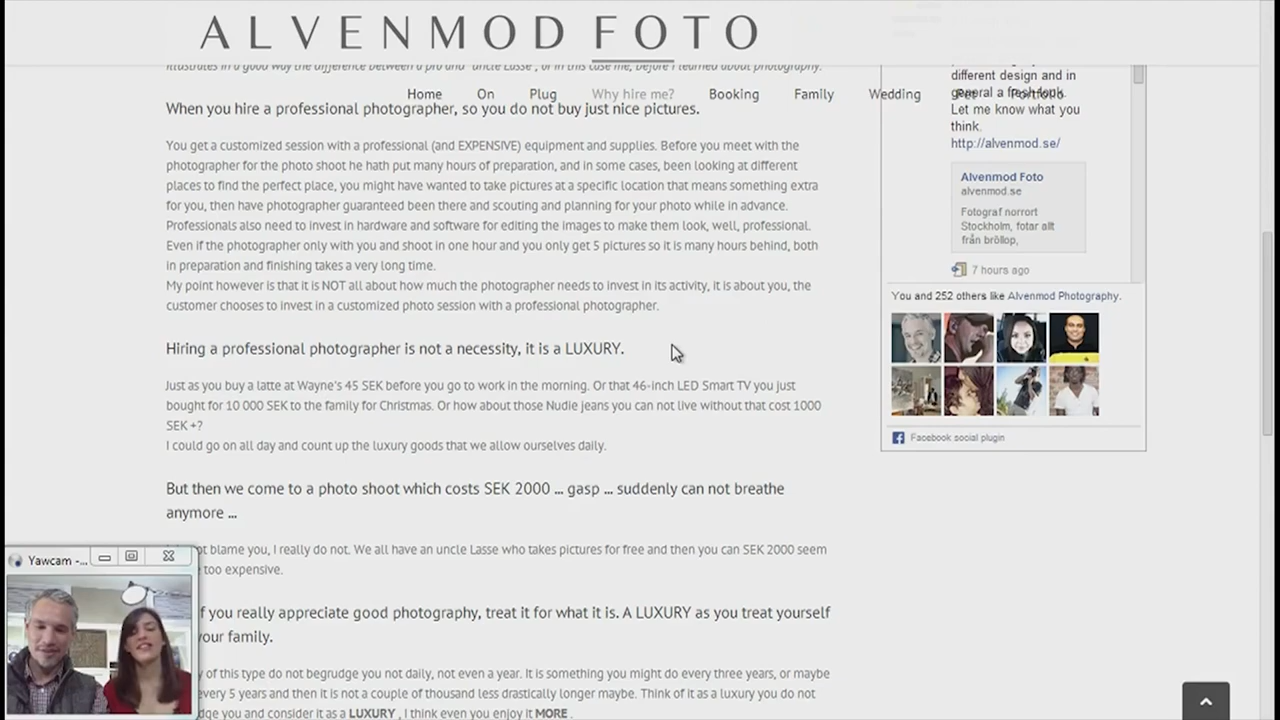 ALVENMOD FOTO
illustrates in a good way the difference between a pro and "uncle Lasse", or in this case me, before I learned about photography.
Home On Plug Why hire me? Booking Family Wedding Portfolio
When you hire a professional photographer, so you do not buy just nice pictures.
You get a customized session with a professional (and EXPENSIVE) equipment and supplies. Before you meet with the
photographer for the photo shoot he hath put many hours of preparation, and in some cases, been looking at different
places to find the perfect place, you might have wanted to take pictures at a specific location that means something extra
for you, then have photographer guaranteed been there and scouting and planning for your photo while in advance.
Professionals also need to invest in hardware and software for editing the images to make them look, well, professional.
Even if the photographer only with you and shoot in one hour and you only get 5 pictures so it is many hours behind, both
in preparation and finishing takes a very long time.
My point however is that it is NOT all about how much the photographer needs to invest in its activity, it is about you, the
customer chooses to invest in a customized photo session with a professional photographer.
Hiring a professional photographer is not a necessity, it is a LUXURY.
Just as you buy a latte at Wayne's 45 SEK before you go to work in the morning. Or that 46-inch LED Smart TV you just
bought for 10 000 SEK to the family for Christmas. Or how about those Nudie jeans you can not live without that cost 1000
SEK +?
I could go on all day and count up the luxury goods that we allow ourselves daily.
But then we come to a photo shoot which costs SEK 2000 ... gasp ... suddenly can not breathe
anymore ...
blame you, I really do not. We all have an uncle Lasse who takes pictures for free and then you can SEK 2000 seem
too expensive.
if you really appreciate good photography, treat it for what it is. A LUXURY as you treat yourself
your family.
of this type do not begrudge you not daily, not even a year. It is something you might do every three years, or maybe
every 5 years and then it is not a couple of thousand less drastically longer maybe. Think of it as a luxury you do not
you and consider it as a LUXURY , I think even you enjoy it MORE .
different design and in
general a fresh look.
Let me know what you
think.
http://alvenmod.se/
Alvenmod Foto
alvenmod.se
Fotograf norrort
Stockholm, fotar allt
från bröllop,
7 hours ago
You and 252 others like Alvenmod Photography.
Facebook social plugin
Yawcam -...